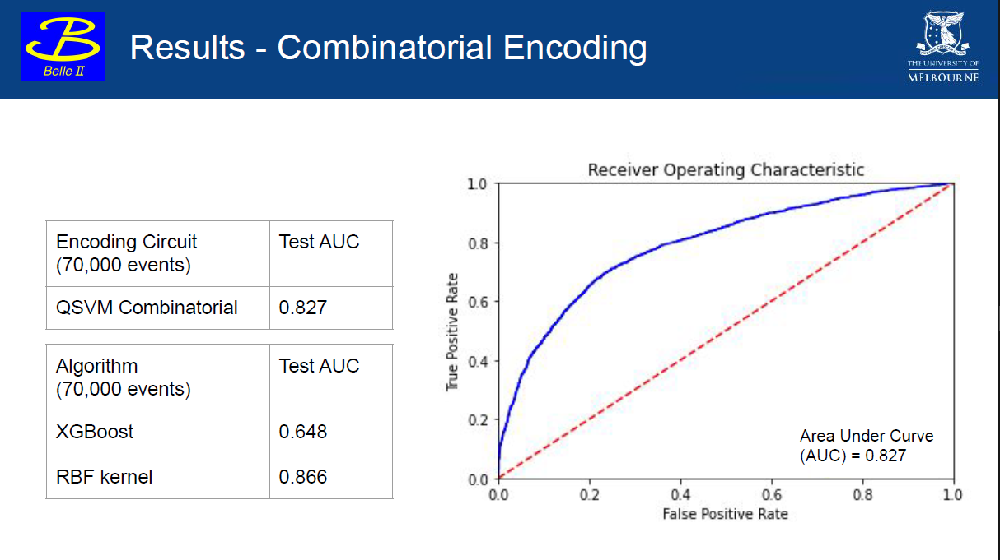 Belle II
Results - Combinatorial Encoding
THE UNIVERSITY OF
MELBOURNE
Encoding Circuit
(70,000 events)
Test AUC
QSVM Combinatorial
0.827
Algorithm
(70,000 events)
Test AUC
XGBoost
0.648
RBF kernel
0.866
Receiver Operating Characteristic
True Positive Rate
1.0
0.8
0.6
0.4
0.2
0.0
Area Under Curve
(AUC) = 0.827
0.0 0.2 0.4 0.6 0.8 1.0
False Positive Rate